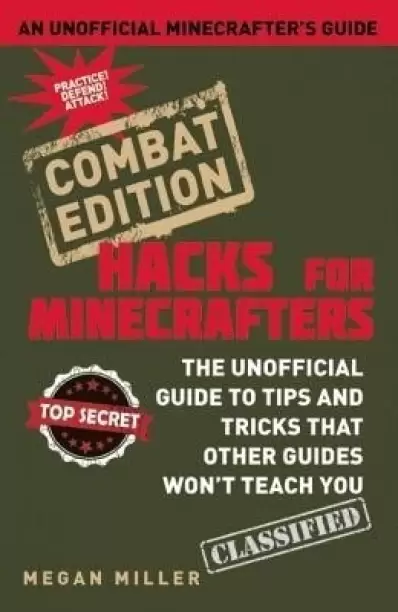 AN UNOFFICIAL MINECRAFTER'S GUIDE
PRACTICE!
DEFEND!
ATTACK!
COMBAT
EDITION
HACKS FOR
MINECRAFTERS
THE UNOFFICIAL
GUIDE TO TIPS AND
TRICKS THAT
OTHER GUIDES
WON'T TEACH YOU
TOP SECRET
CLASSIFIED
MEGAN MILLER